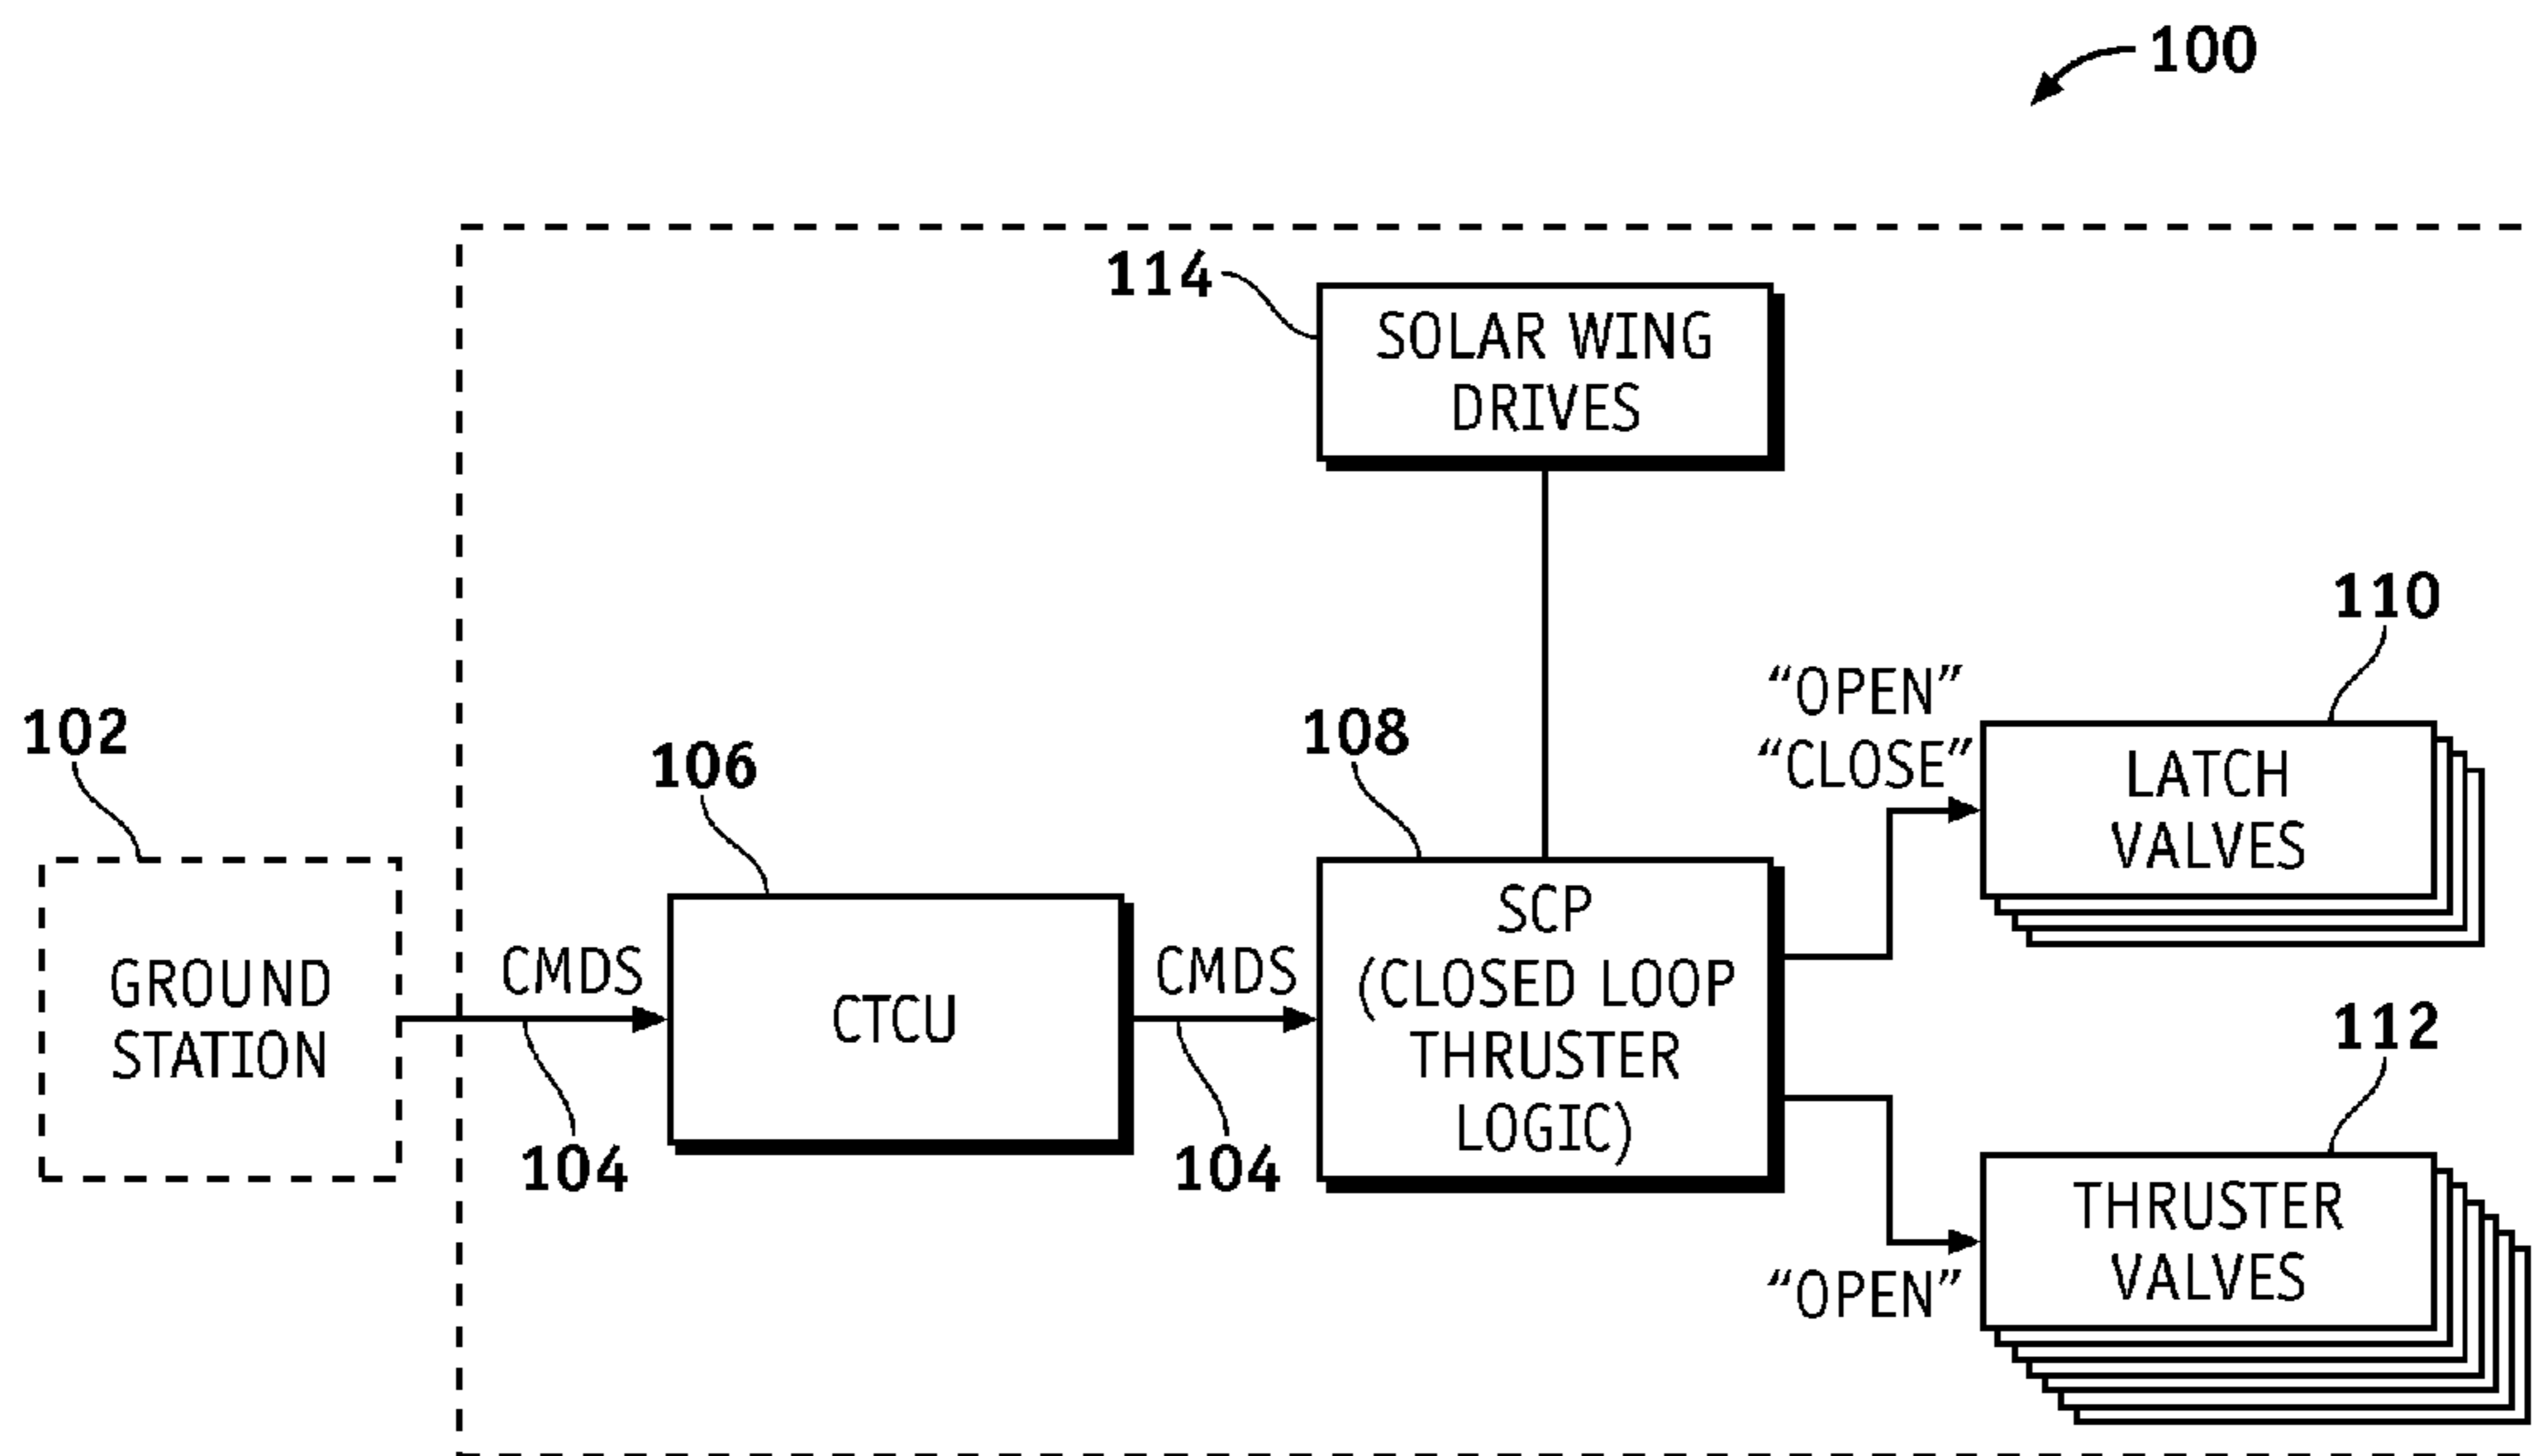 100
114
SOLAR WING
DRIVES
110
“OPEN”
“CLOSE”
LATCH
VALVES
102
106
108
GROUND
STATION
CMDS
104
CTCU
CMDS
104
SCP
(CLOSED LOOP
THRUSTER
LOGIC)
112
“OPEN”
THRUSTER
VALVES